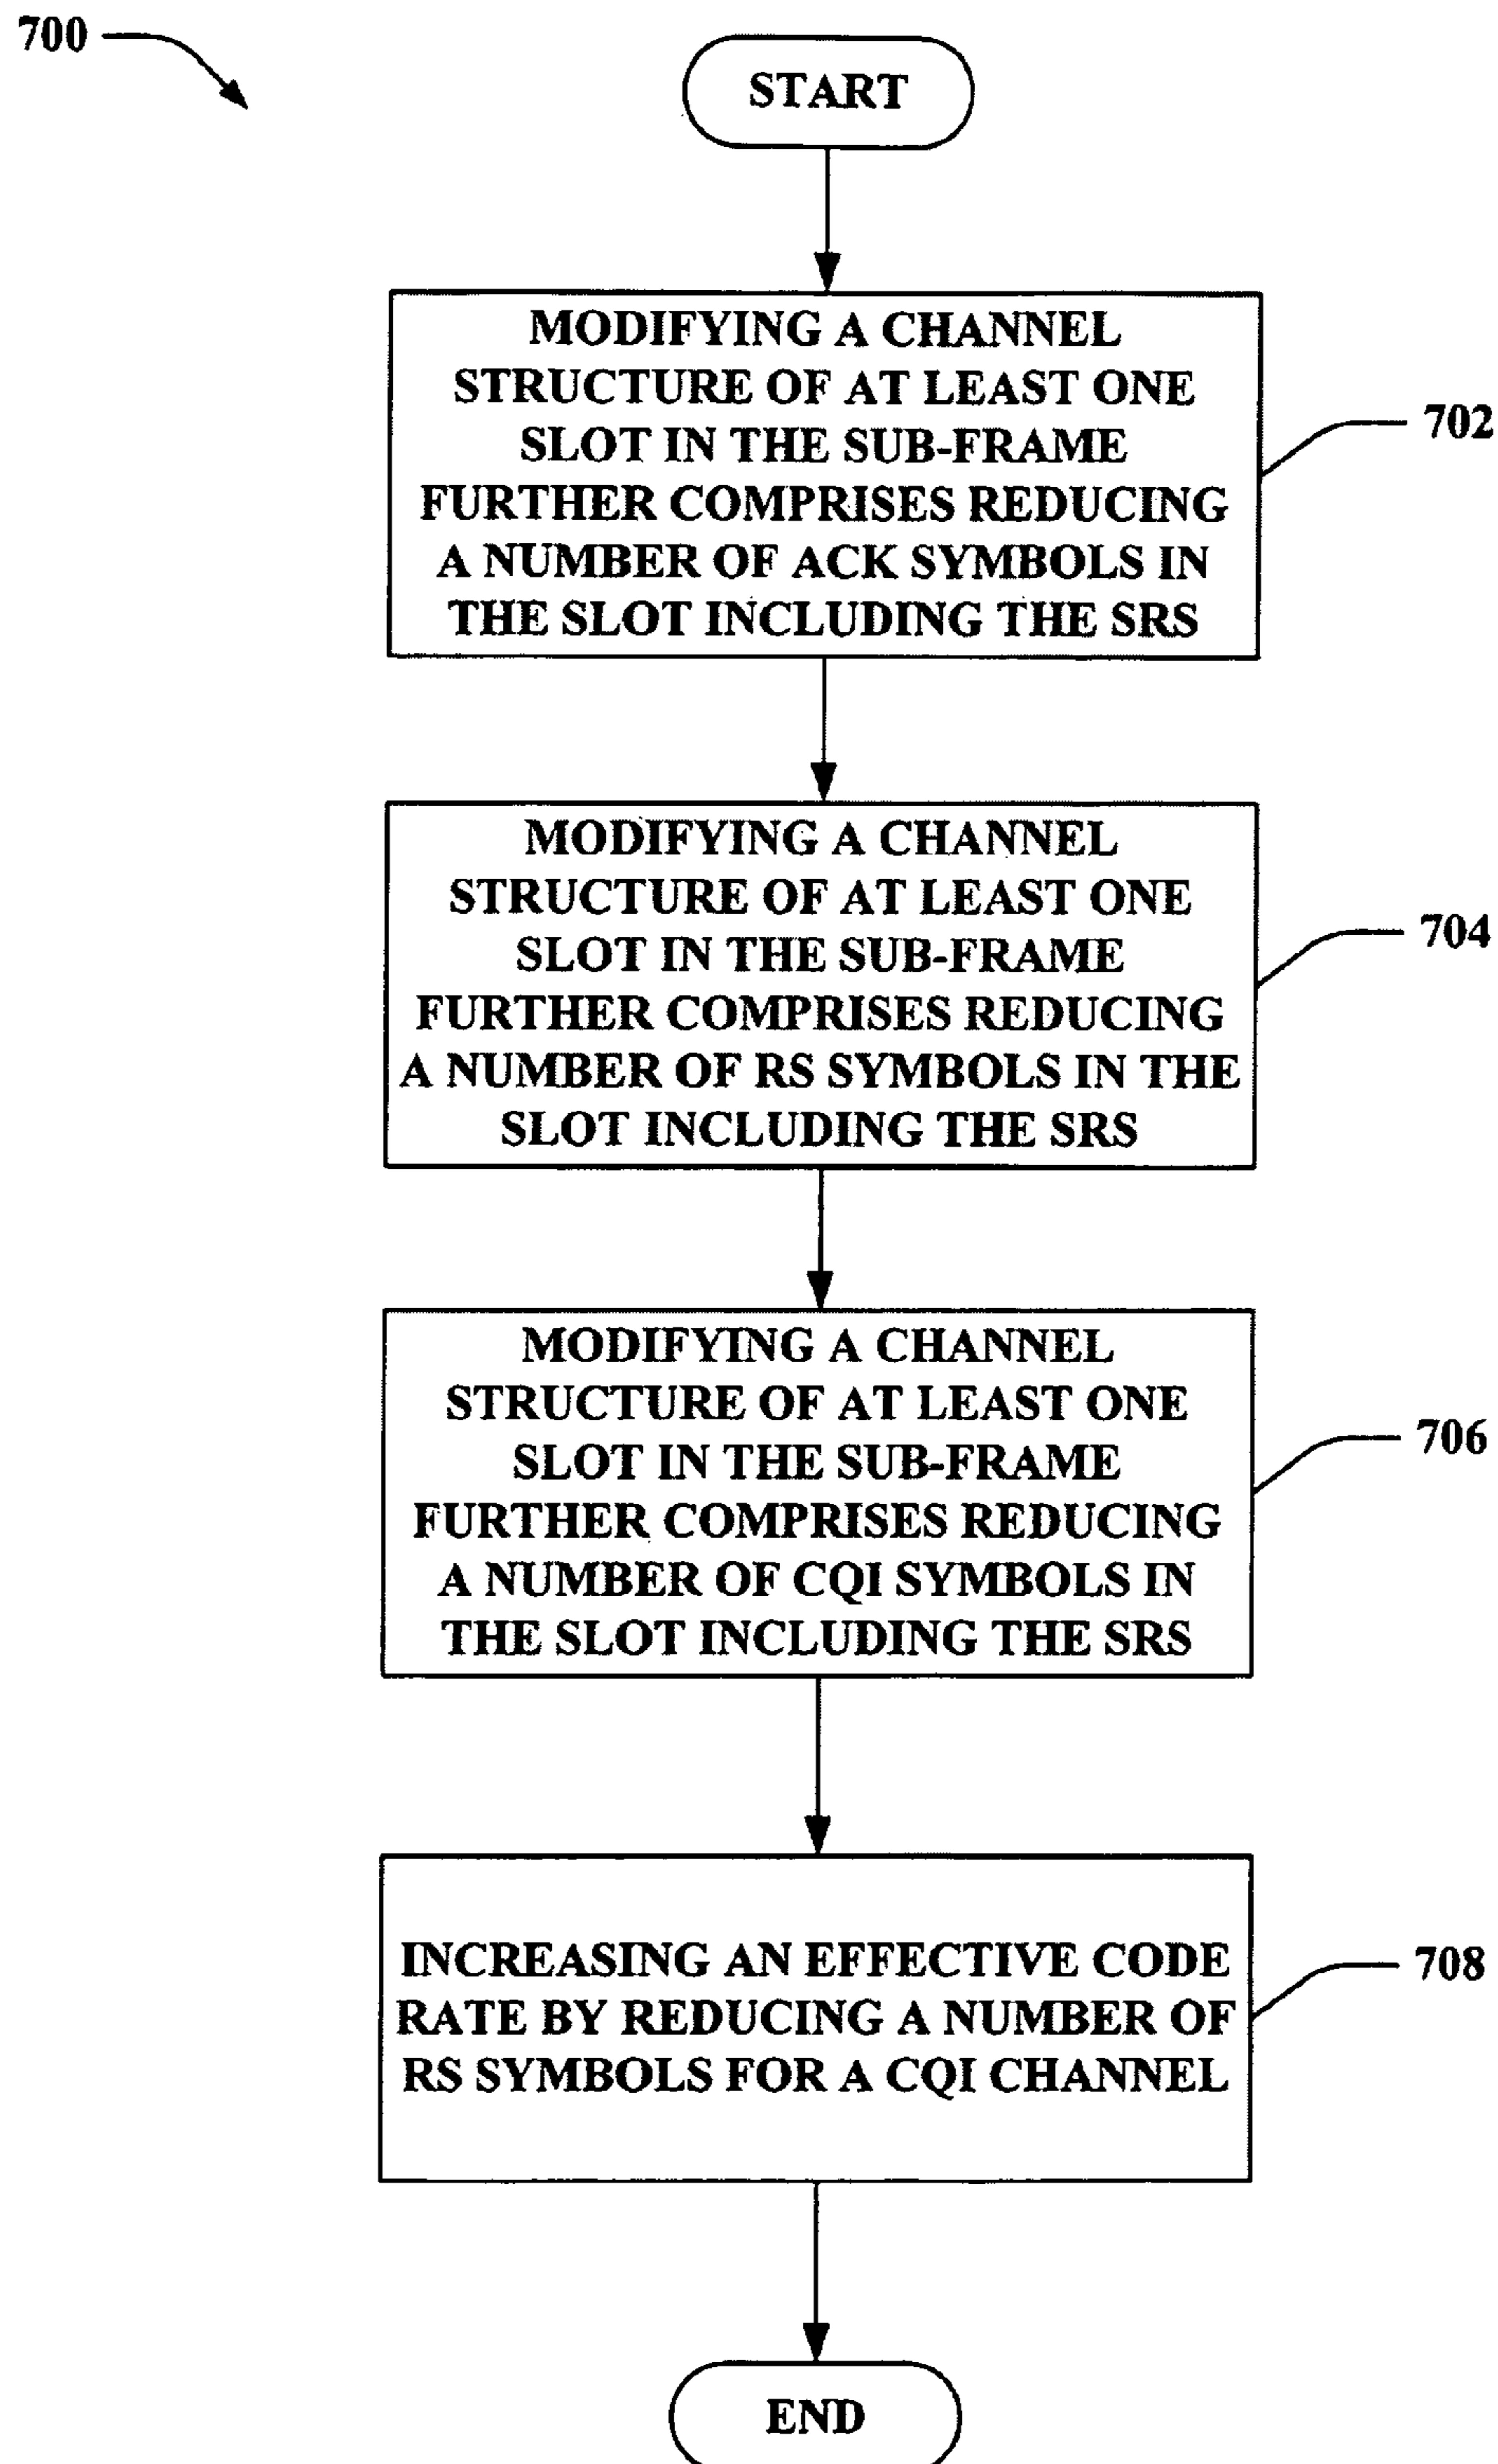 700
START
MODIFYING A CHANNEL
STRUCTURE OF AT LEAST ONE
SLOT IN THE SUB-FRAME
FURTHER COMPRISES REDUCING
A NUMBER OF ACK SYMBOLS IN
THE SLOT INCLUDING THE SRS
702
MODIFYING A CHANNEL
STRUCTURE OF AT LEAST ONE
SLOT IN THE SUB-FRAME
FURTHER COMPRISES REDUCING
A NUMBER OF RS SYMBOLS IN THE
SLOT INCLUDING THE SRS
704
MODIFYING A CHANNEL
STRUCTURE OF AT LEAST ONE
SLOT IN THE SUB-FRAME
FURTHER COMPRISES REDUCING
A NUMBER OF CQI SYMBOLS IN
THE SLOT INCLUDING THE SRS
706
INCREASING AN EFFECTIVE CODE
RATE BY REDUCING A NUMBER OF
RS SYMBOLS FOR A CQI CHANNEL
708
END